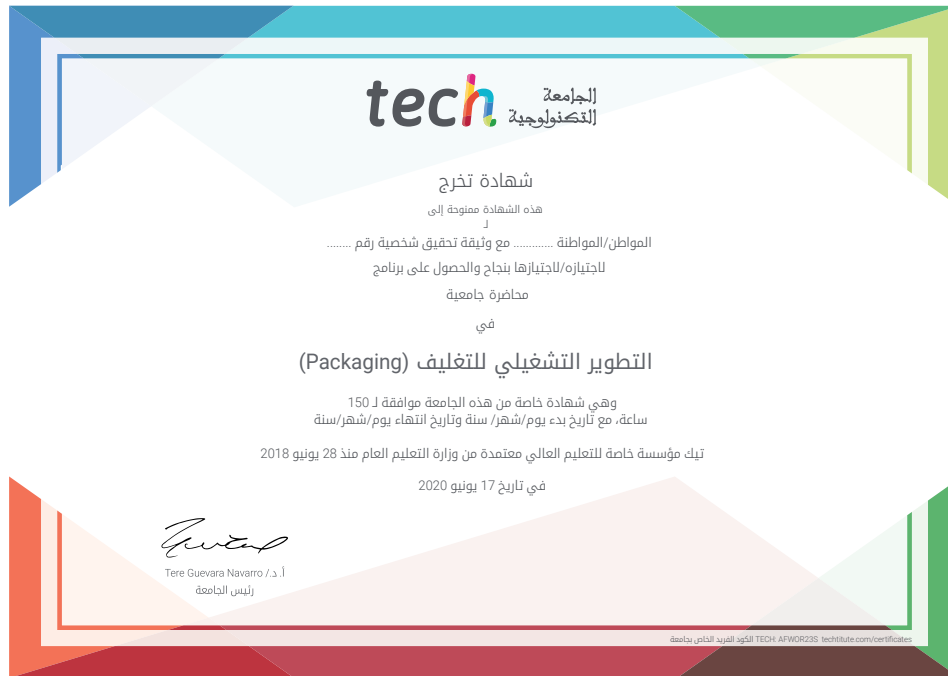 tech
الجامعة
التكنولوجية
شهادة تخرج
هذه الشهادة ممنوحة إلى
لـ
المواطن/المواطنة ............ مع وثيقة تحقيق شخصية رقم ........
لاجتيازه/لاجتيازها بنجاح والحصول على برنامج
محاضرة جامعية
في
التطوير التشغيلي للتغليف (Packaging)
وهي شهادة خاصة من هذه الجامعة موافقة لـ 150
ساعة، مع تاريخ بدء يوم/شهر/ سنة وتاريخ انتهاء يوم/شهر/سنة
تيك مؤسسة خاصة للتعليم العالي معتمدة من وزارة التعليم العام منذ 28 يونيو 2018
في تاريخ 17 يونيو 2020
أ. د./ Tere Guevara Navarro
رئيس الجامعة
الكود الفريد الخاص بجامعة TECH: AFWOR23S techtitute.com/certificates